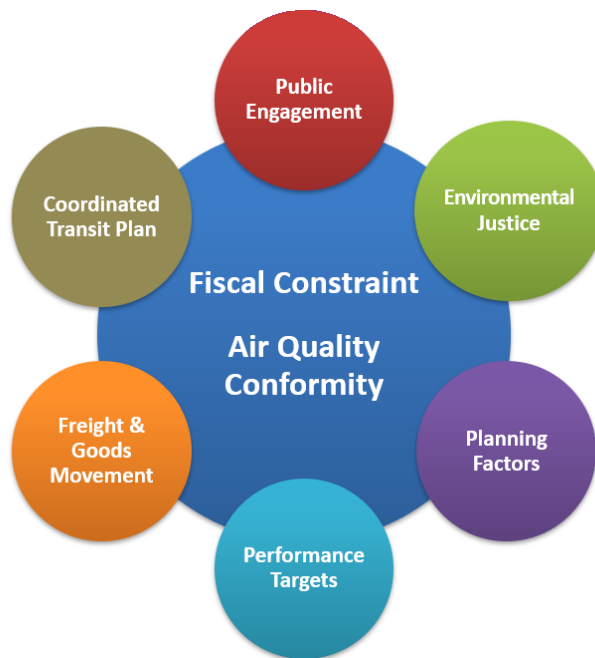 Public
Engagement
Environmental
Justice
Planning
Factors
Performance
Targets
Freight &
Goods
Movement
Coordinated
Transit Plan
Fiscal Constraint
Air Quality
Conformity